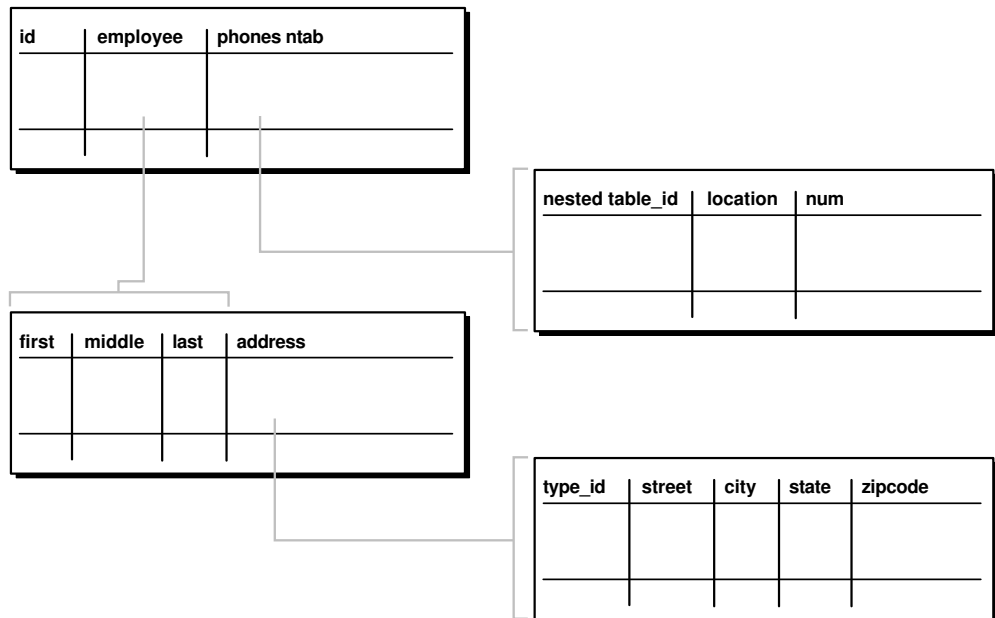 id employee phones ntab
nested table_id location num
first middle last address
type_id street city state zipcode